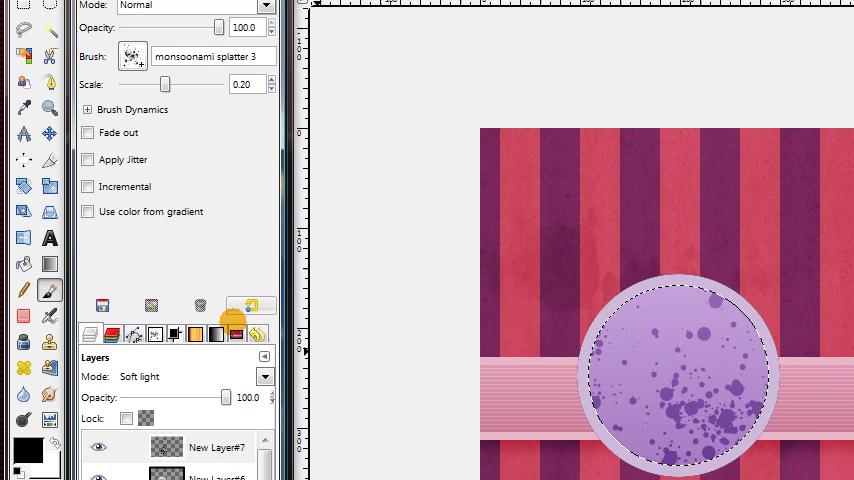 Mode: Normal
Opacity: 100.0
Brush: monsoonami splatter 3
Scale: 0.20
Brush Dynamics
Fade out
Apply Jitter
Incremental
Use color from gradient
Layers
Mode: Soft light
Opacity: 100.0
Lock:
New Layer#7
New Layer#6